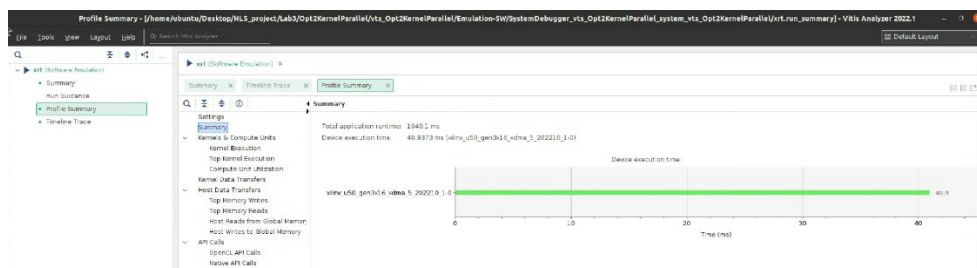 Profile Summary - [/home/ubuntu/Desktop/HLS_project/Lab3/Opt2KernelParallel/vts_Opt2KernelParallel/Emulation-SW/SystemDebugger_vts_Opt2KernelParallel_system_vts_Opt2KernelParallel/xrt.run_summary] - Vitis Analyzer 2022.1
File Tools View Layout Help Q- Search Vitis Analyzer
Default Layout
xrt (Software Emulation)
Summary
Run Guidance
Profile Summary
Timeline Trace
xrt (Software Emulation)
Summary Timeline Trace Profile Summary
Settings
Summary
Kernels & Compute Units
Kernel Execution
Top Kernel Execution
Compute Unit Utilization
Kernel Data Transfers
Host Data Transfers
Top Memory Writes
Top Memory Reads
Host Reads from Global Memor
Host Writes to Global Memory
API Calls
OpenCL API Calls
Native API Calls
Summary
Total application runtime: 1040.1 ms
Device execution time: 40.9373 ms (xilinx_u50_gen3x16_xdma_5_202210_1-0)
Device execution time
xilinx_u50_gen3x16_xdma_5_202210_1-0
40.9
0 10 20 30 40
Time (ms)